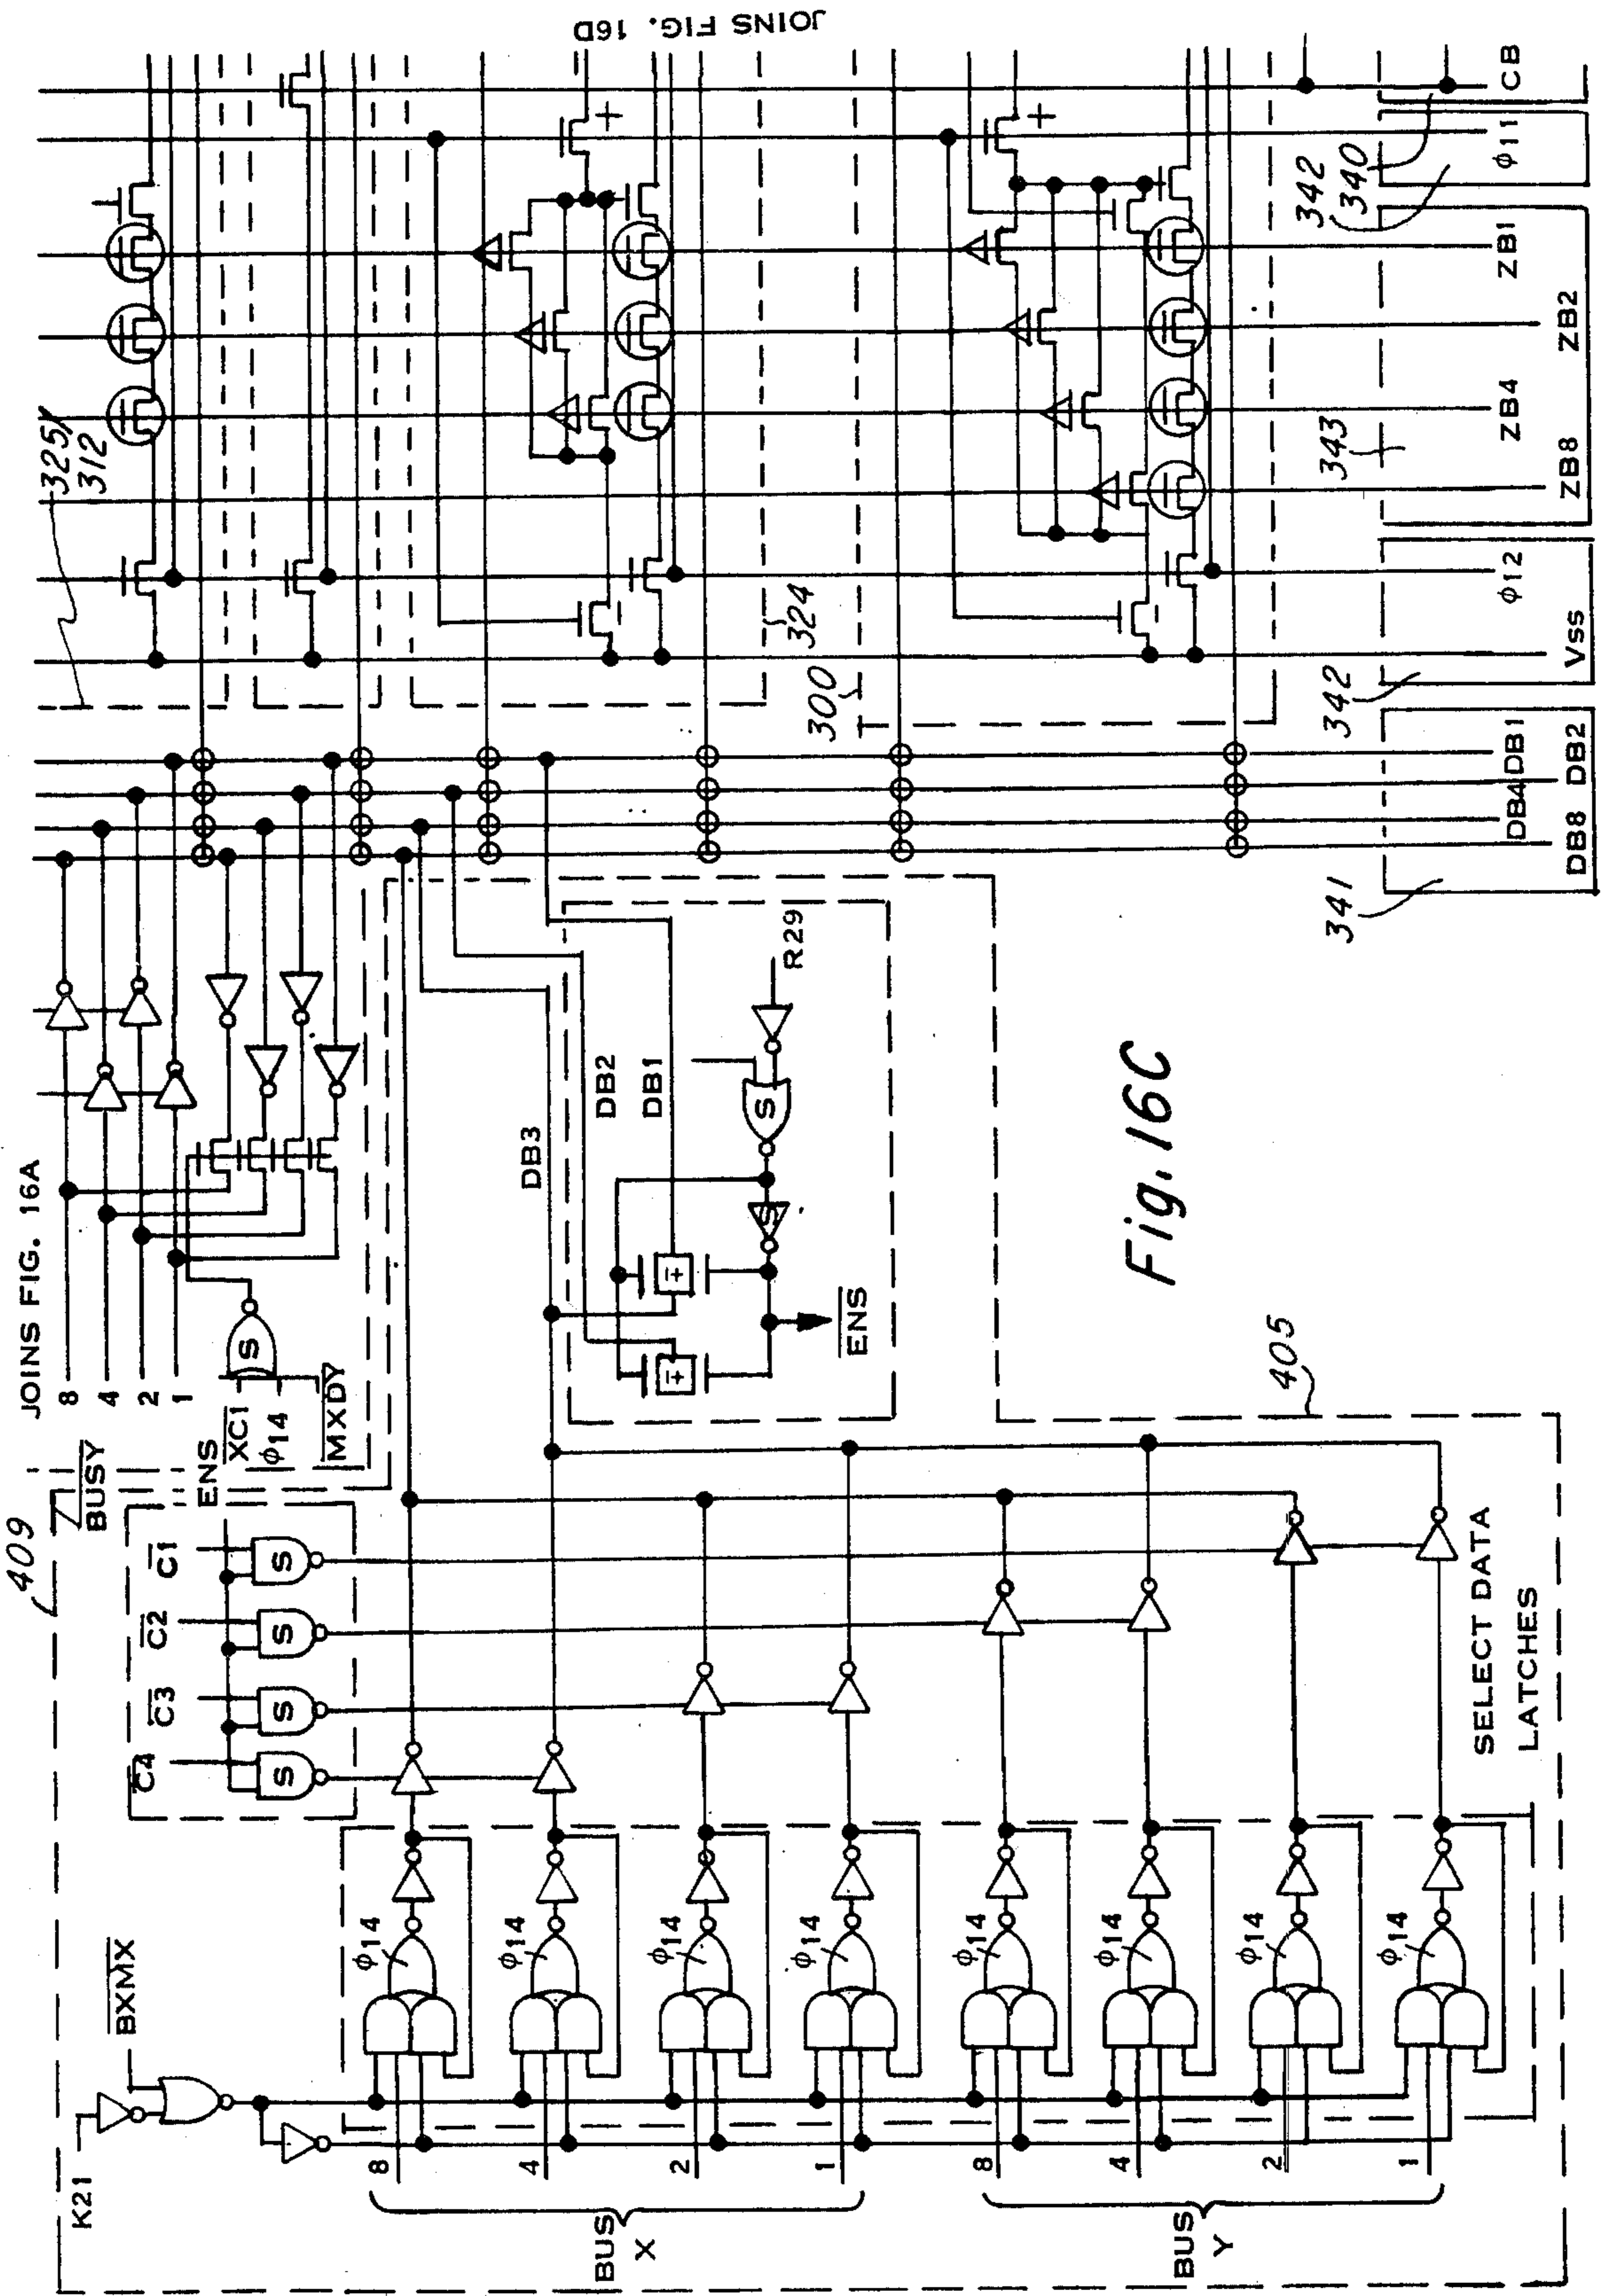 JOINS FIG. 16D
JOINS FIG. 16A
8
4
2
1
ENS
XC1
φ14
MXDY
BUSY
409
C1
C2
C3
C4
S
S
S
S
S
K21
BXMX
φ14
φ14
φ14
φ14
φ14
φ14
φ14
φ14
8
4
2
1
BUS
X
8
4
2
1
BUS
Y
SELECT DATA
LATCHES
405
DB3
DB2
DB1
R29
S
S
ENS
Fig. 16C
325
312
324
300
+
−
+
−
341
DB8
DB4
DB2
DB1
342
Vss
φ12
343
ZB8
ZB4
ZB2
ZB1
342
340
φ11
CB